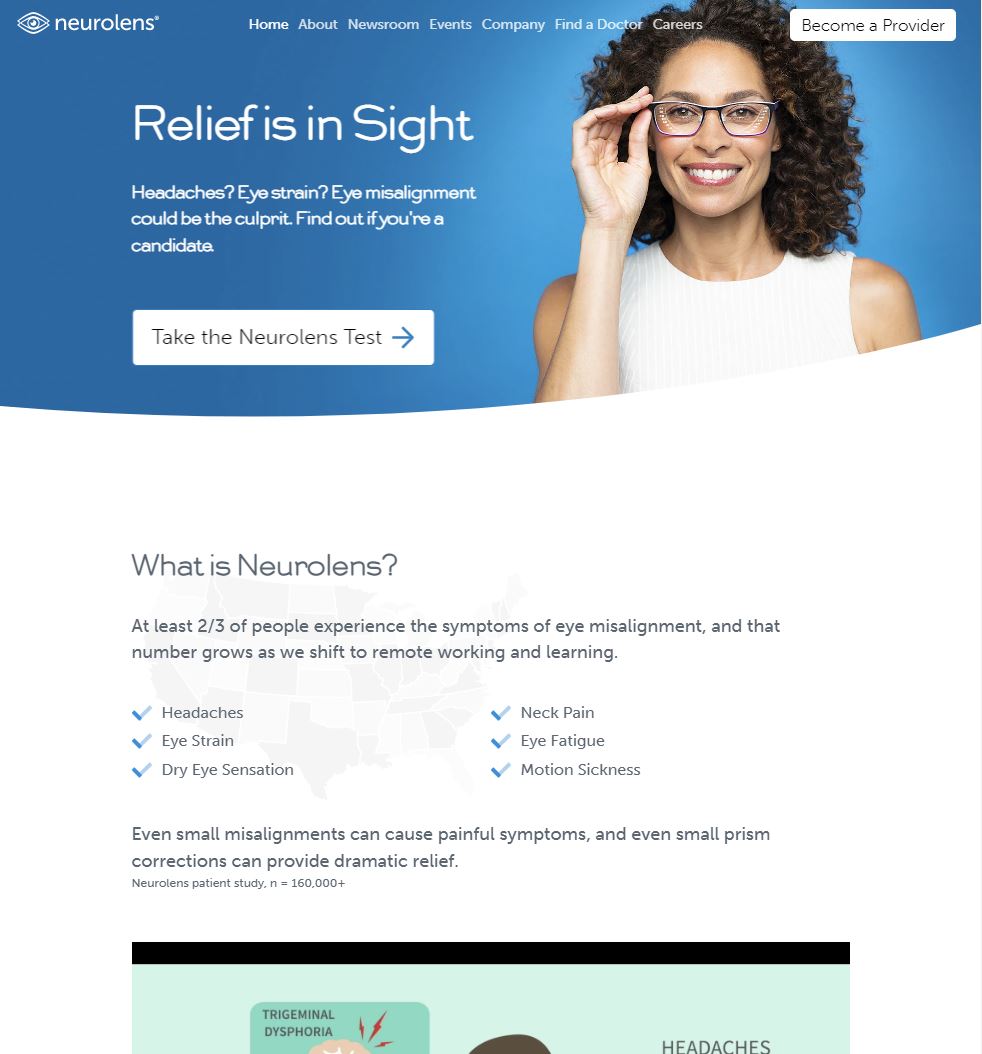 neurolens®
Home About Newsroom Events Company Find a Doctor Careers
Become a Provider
Relief is in Sight
Headaches? Eye strain? Eye misalignment
could be the culprit. Find out if you're a
candidate.
Take the Neurolens Test
What is Neurolens?
At least 2/3 of people experience the symptoms of eye misalignment, and that
number grows as we shift to remote working and learning.
Headaches
Eye Strain
Dry Eye Sensation
Neck Pain
Eye Fatigue
Motion Sickness
Even small misalignments can cause painful symptoms, and even small prism
corrections can provide dramatic relief.
Neurolens patient study, n = 160,000+
TRIGEMINAL
DYSPHORIA
HEADACHES